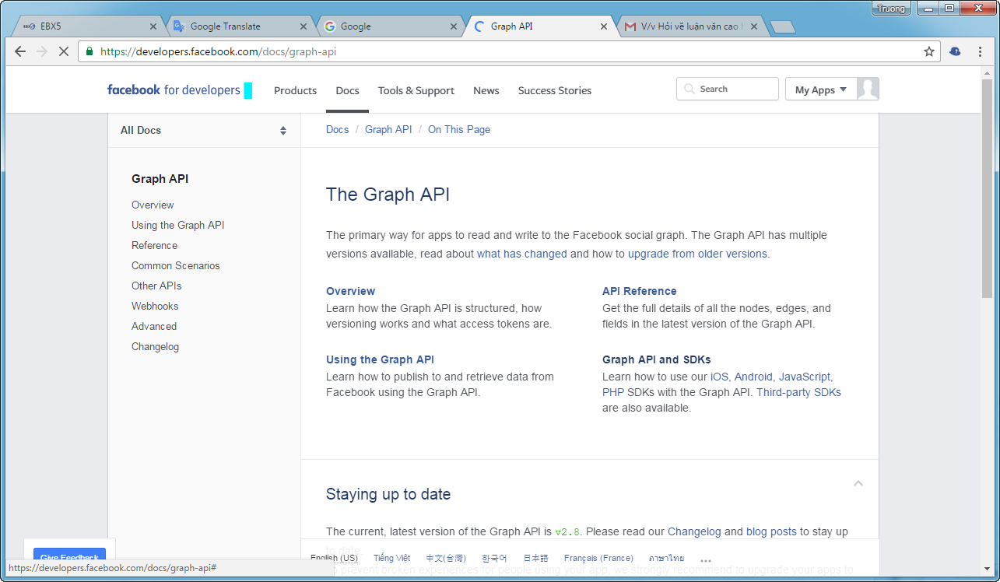 Truong
EBX5
Google Translate
Google
Graph API
V/v Hỏi về luận văn cao
https://developers.facebook.com/docs/graph-api
facebook for developers
Products
Docs
Tools & Support
News
Success Stories
Search
My Apps
All Docs
Docs / Graph API / On This Page
Graph API
Overview
Using the Graph API
Reference
Common Scenarios
Other APIs
Webhooks
Advanced
Changelog
The Graph API
The primary way for apps to read and write to the Facebook social graph. The Graph API has multiple
versions available, read about what has changed and how to upgrade from older versions.
Overview
Learn how the Graph API is structured, how
versioning works and what access tokens are.
API Reference
Get the full details of all the nodes, edges, and
fields in the latest version of the Graph API.
Using the Graph API
Learn how to publish to and retrieve data from
Facebook using the Graph API.
Graph API and SDKs
Learn how to use our iOS, Android, JavaScript,
PHP SDKs with the Graph API. Third-party SDKs
are also available.
Staying up to date
The current, latest version of the Graph API is v2.8. Please read our Changelog and blog posts to stay up
to date
prevent broken experiences for people using your app, we strongly recommend to upgrade your apps to
English (US)
Tiếng Việt
中文(台灣)
한국어
日本語
Français (France)
ภาษาไทย
...
Give Feedback
https://developers.facebook.com/docs/graph-api#